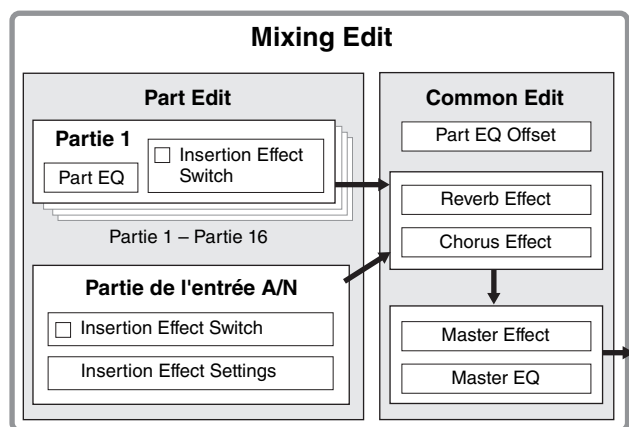 Mixing Edit
Part Edit
Partie 1
Part EQ
Insertion Effect
Switch
Partie 1 – Partie 16
Partie de l'entrée A/N
Insertion Effect Switch
Insertion Effect Settings
Common Edit
Part EQ Offset
Reverb Effect
Chorus Effect
Master Effect
Master EQ